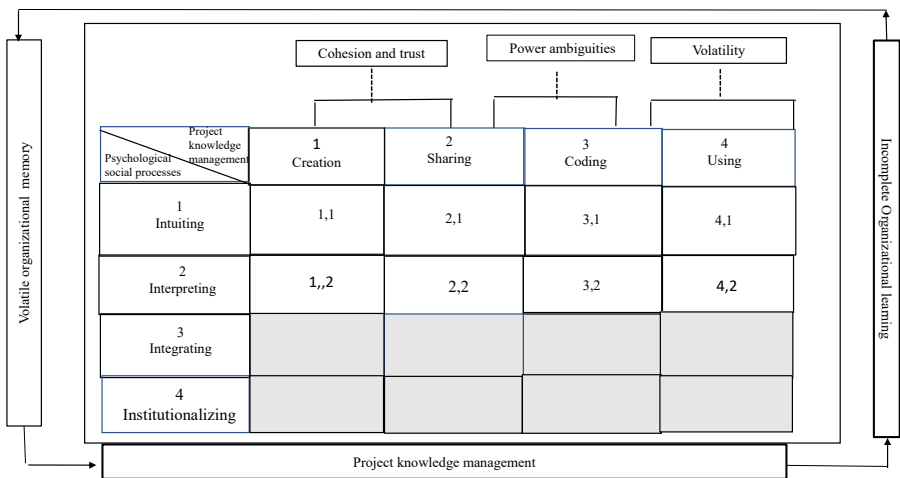 Cohesion and trust
Power ambiguities
Volatility
Project
knowledge
management
Psychological
social processes
1
Creation
2
Sharing
3
Coding
4
Using
1
Intuiting
1,1
2,1
3,1
4,1
2
Interpreting
1,,2
2,2
3,2
4,2
3
Integrating
4
Institutionalizing
Volatile organizational memory
Incomplete Organizational learning
Project knowledge management